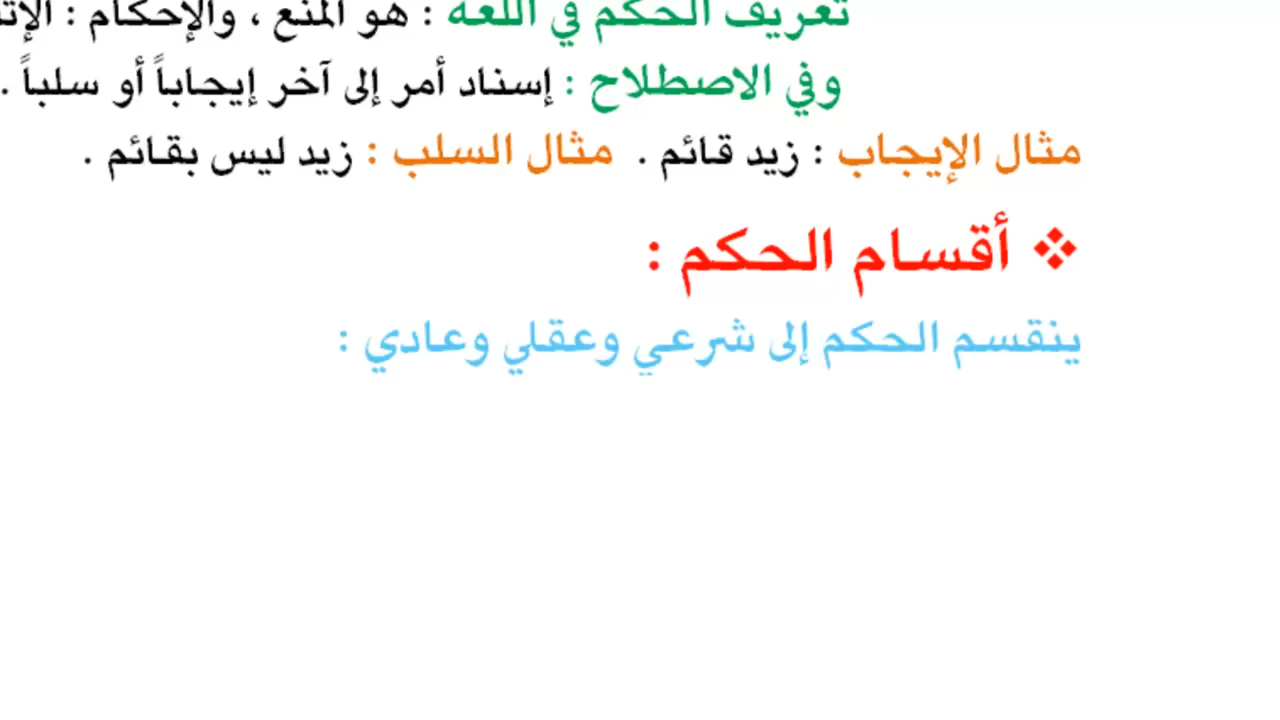 تعريف الحكم في اللغة : هو المنع ، والإحكام :
وفي الاصطلاح : إسناد أمر إلى آخر إيجاباً أو سلباً .
مثال الإيجاب : زيد قائم . مثال السلب : زيد ليس بقائم .
❖ أقسام الحكم :
ينقسم الحكم إلى شرعي وعقلي وعادي :